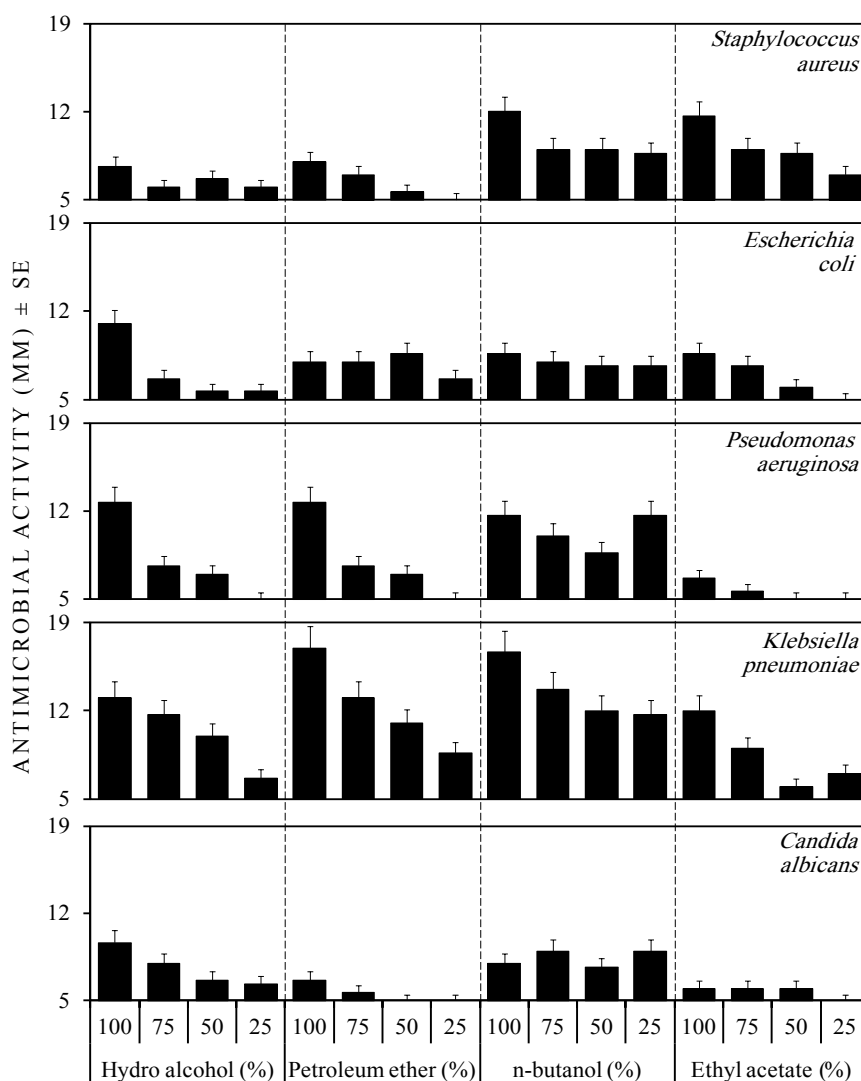 ANTIMICROBIAL ACTIVITY (MM) ± SE
19
12
5
Staphylococcus
aureus
19
12
5
Escherichia
coli
19
12
5
Pseudomonas
aeruginosa
19
12
5
Klebsiella
pneumoniae
19
12
5
Candida
albicans
100 75 50 25 100 75 50 25 100 75 50 25 100 75 50 25
Hydro alcohol (%) Petroleum ether (%) n-butanol (%) Ethyl acetate (%)